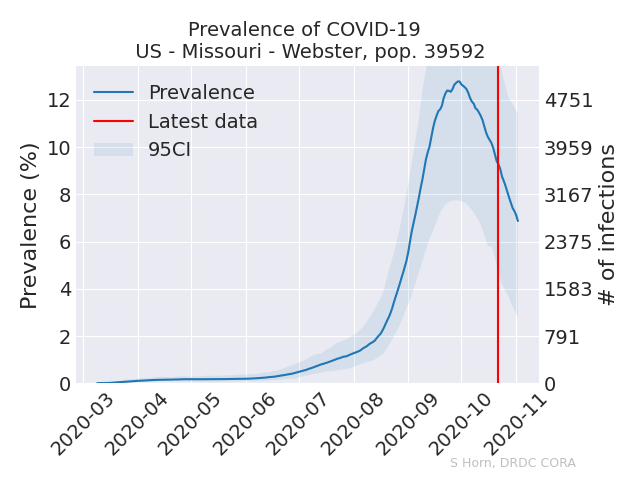 Prevalence of COVID-19
US - Missouri - Webster, pop. 39592
Prevalence
Latest data
95CI
Prevalence (%)
12
10
8
6
4
2
0
4751
3959
3167
2375
1583
791
0
# of infections
2020-03
2020-04
2020-05
2020-06
2020-07
2020-08
2020-09
2020-10
2020-11
S Horn, DRDC CORA